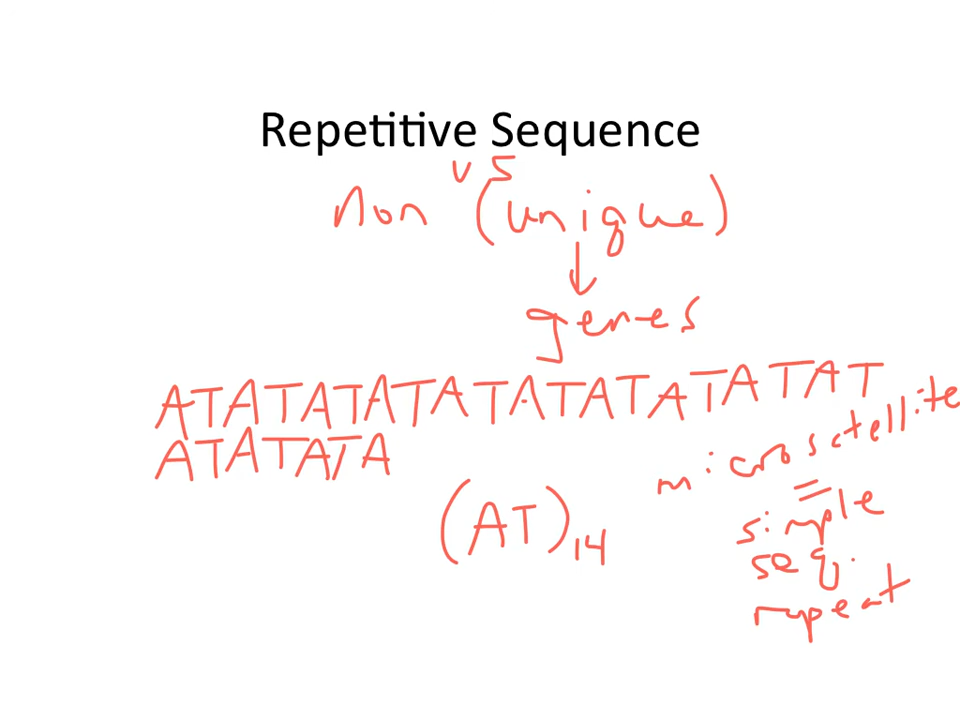 Repetitive Sequence
vs
non (unique)
genes
ATATATATATATATATATAT
ATATATA
(AT)14
microsatellite
=
simple
seq.
repeat